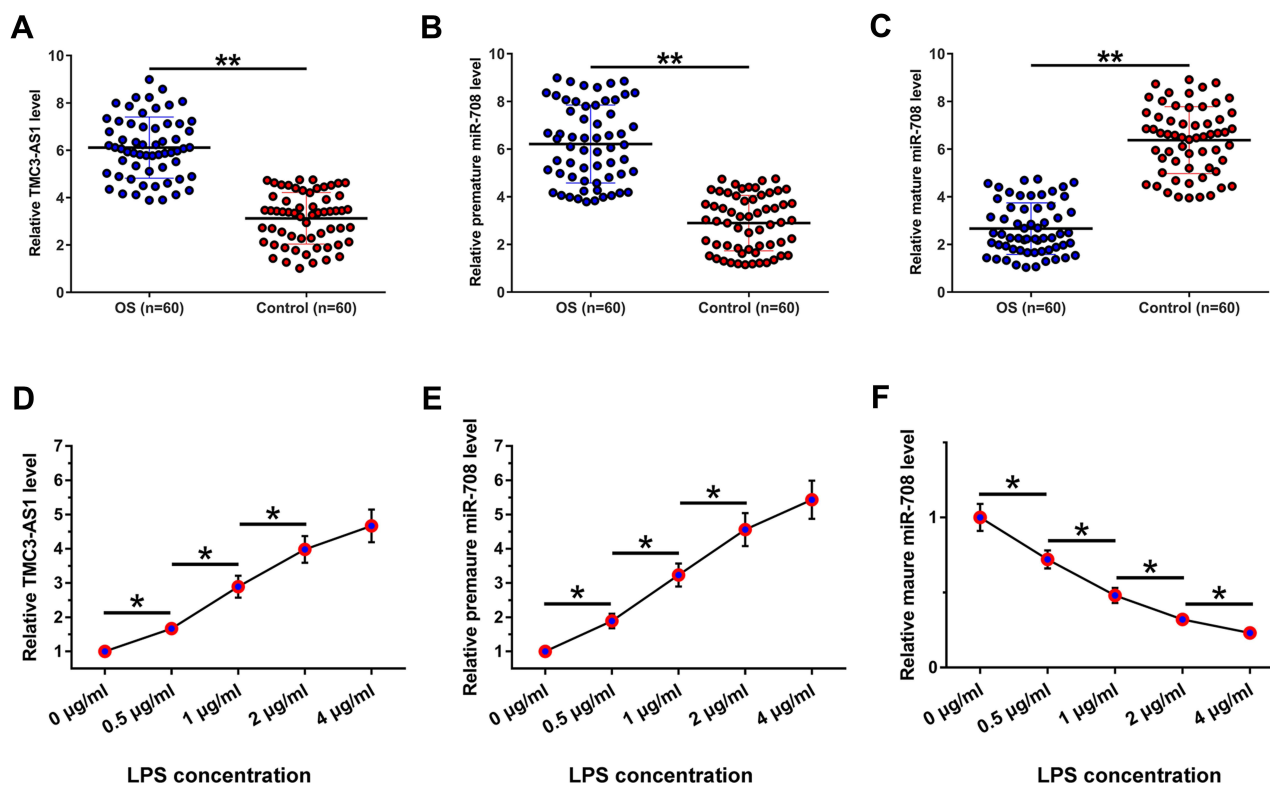 A
Relative TMC3-AS1 level
10
8
6
4
2
0
**
OS (n=60)
Control (n=60)
B
Relative premature miR-708 level
10
8
6
4
2
0
**
OS (n=60)
Control (n=60)
C
Relative mature miR-708 level
10
8
6
4
2
0
**
OS (n=60)
Control (n=60)
D
Relative TMC3-AS1 level
7
6
5
4
3
2
1
*
*
*
0 µg/ml
0.5 µg/ml
1 µg/ml
2 µg/ml
4 µg/ml
LPS concentration
E
Relative premaure miR-708 level
7
6
5
4
3
2
1
*
*
*
0 µg/ml
0.5 µg/ml
1 µg/ml
2 µg/ml
4 µg/ml
LPS concentration
F
Relative maure miR-708 level
1
0
*
*
*
*
0 µg/ml
0.5 µg/ml
1 µg/ml
2 µg/ml
4 µg/ml
LPS concentration